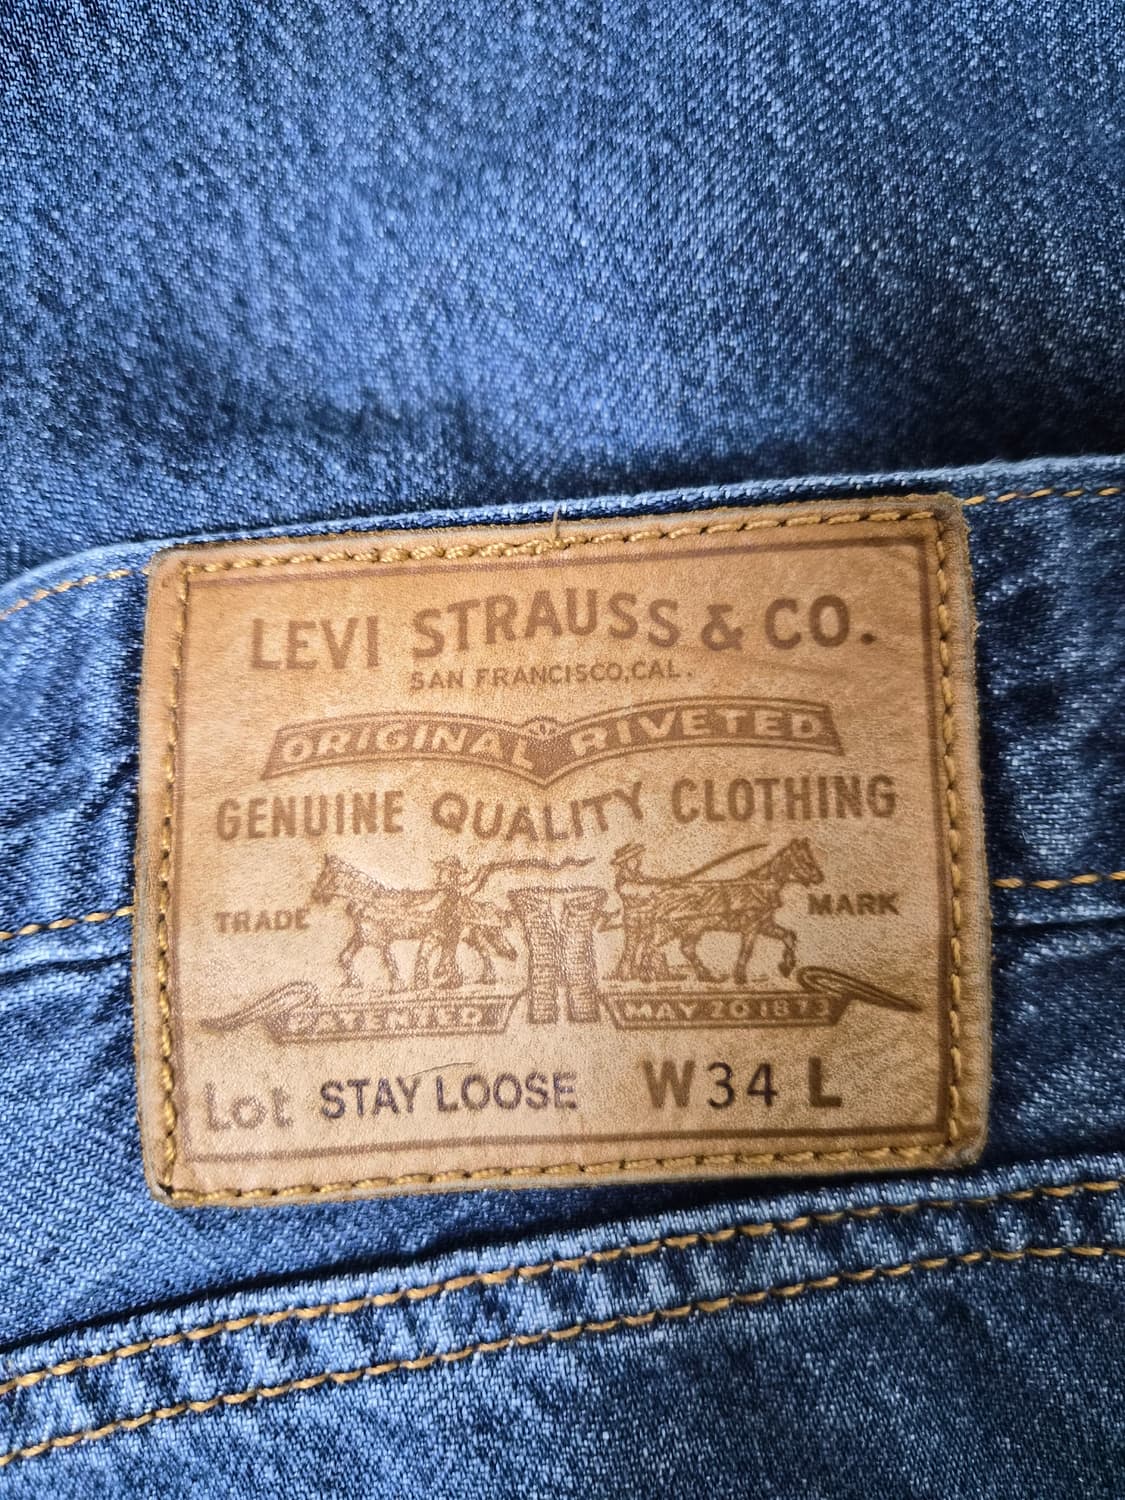 LEVI STRAUSS & CO.
SAN FRANCISCO, CAL.
ORIGINAL RIVETED
GENUINE QUALITY CLOTHING
TRADE MARK
PATENTED MAY 20 1873
Lot STAY LOOSE W34 L